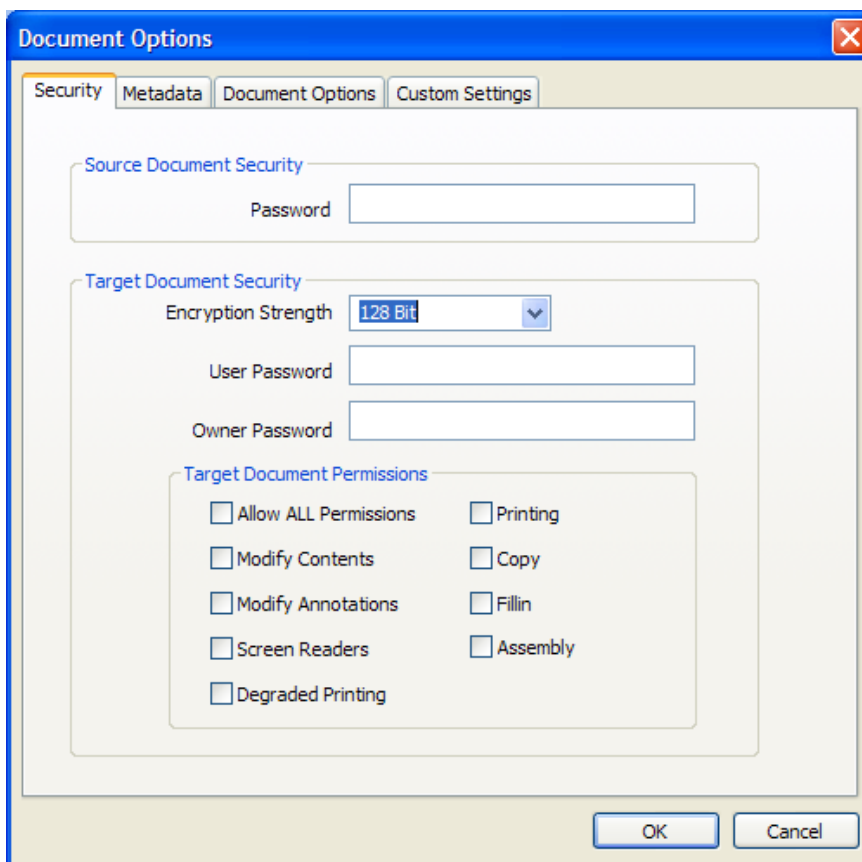 Document Options
Security Metadata Document Options Custom Settings
Source Document Security
Password
Target Document Security
Encryption Strength 128 Bit
User Password
Owner Password
Target Document Permissions
Allow ALL Permissions Printing
Modify Contents Copy
Modify Annotations Fillin
Screen Readers Assembly
Degraded Printing
OK Cancel